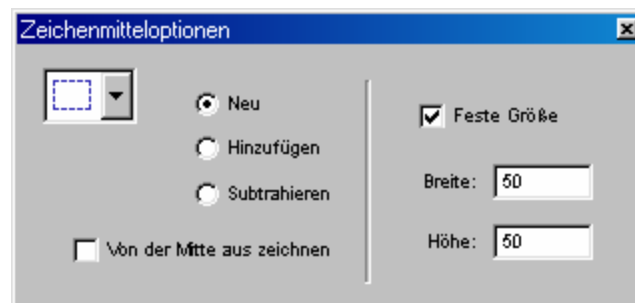 Zeichenmitteloptionen
Neu
Hinzufügen
Subtrahieren
Von der Mitte aus zeichnen
Feste Größe
Breite: 50
Höhe: 50